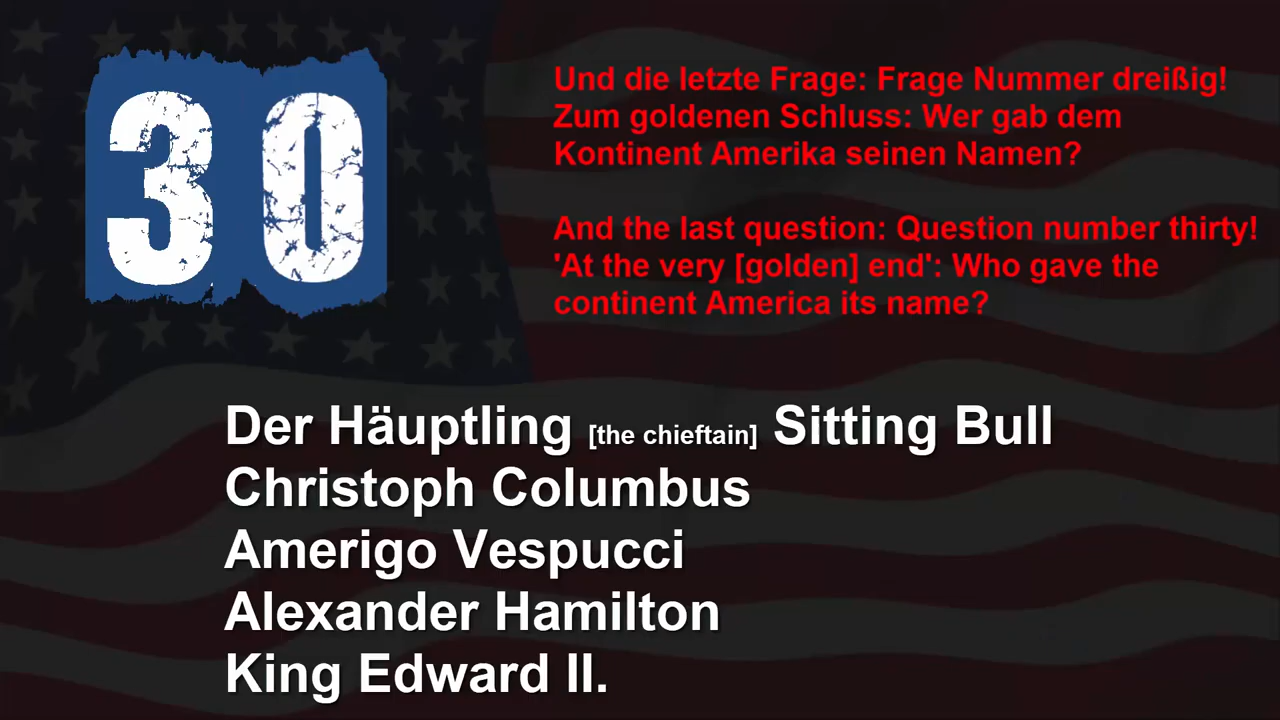 30
Und die letzte Frage: Frage Nummer dreißig!
Zum goldenen Schluss: Wer gab dem
Kontinent Amerika seinen Namen?
And the last question: Question number thirty!
'At the very [golden] end': Who gave the
continent America its name?
Der Häuptling [the chieftain] Sitting Bull
Christoph Columbus
Amerigo Vespucci
Alexander Hamilton
King Edward II.